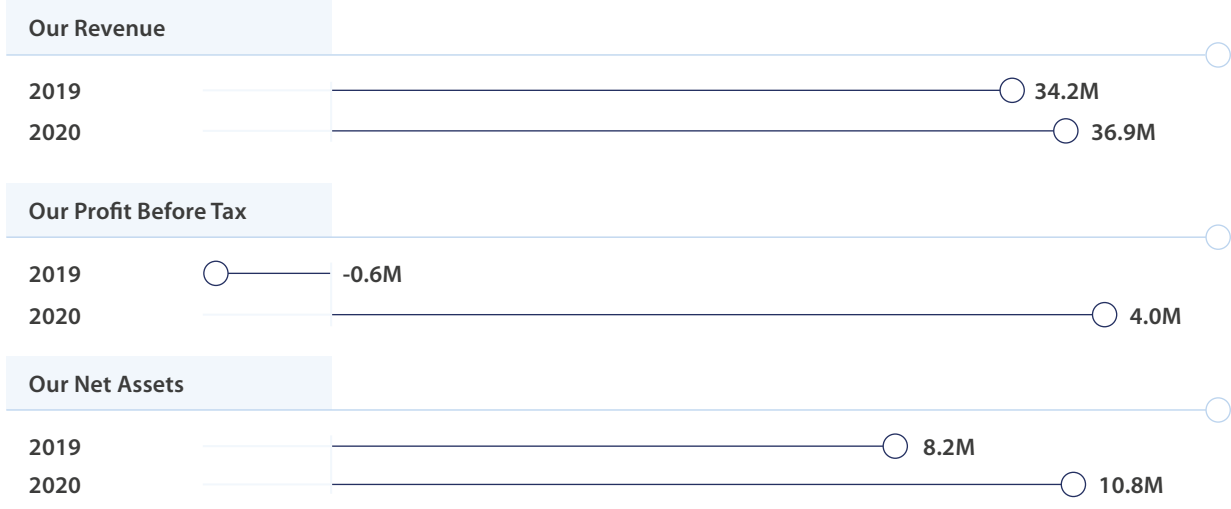 Our Revenue
2019 34.2M
2020 36.9M
Our Profit Before Tax
2019 -0.6M
2020 4.0M
Our Net Assets
2019 8.2M
2020 10.8M